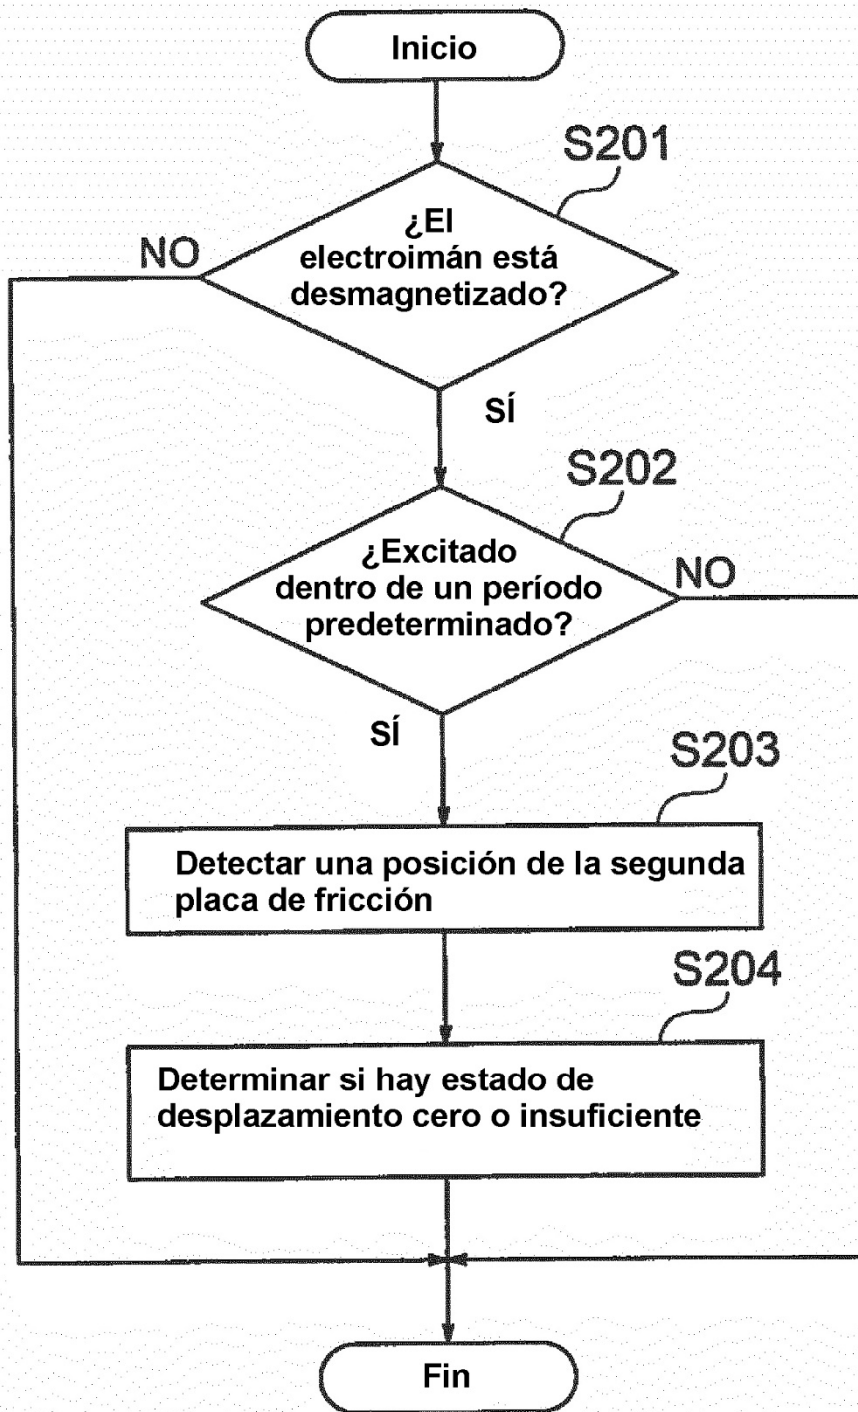 Inicio
S201
¿El
electroimán está
desmagnetizado?
NO
SÍ
S202
¿Excitado
dentro de un período
predeterminado?
NO
SÍ
S203
Detectar una posición de la segunda
placa de fricción
S204
Determinar si hay estado de
desplazamiento cero o insuficiente
Fin